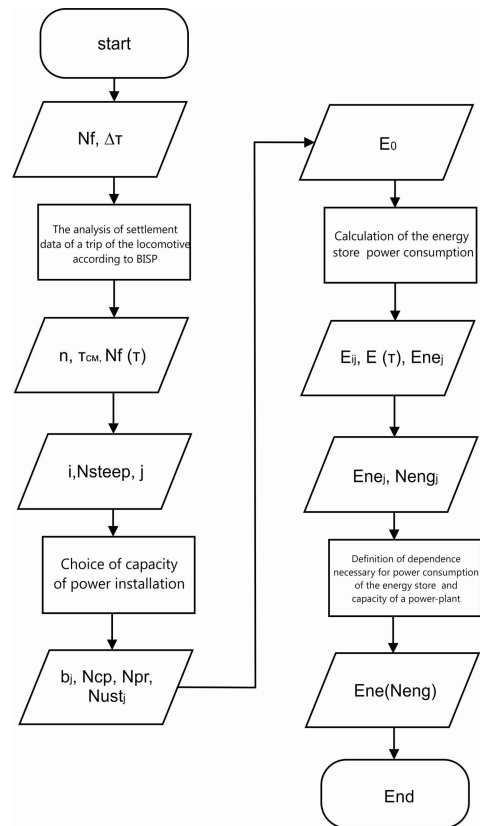 start
Nf, Δτ
The analysis of settlement
data of a trip of the locomotive
according to BISP
n, τсм, Nf (τ)
i,Nsteep, j
Choice of capacity
of power installation
bj, Ncp, Npr,
Nustj
E0
Calculation of the energy
store power consumption
Eij, E (τ), Enej
Enej, Nengj
Definition of dependence
necessary for power consumption
of the energy store and
capacity of a power-plant
Ene(Neng)
End